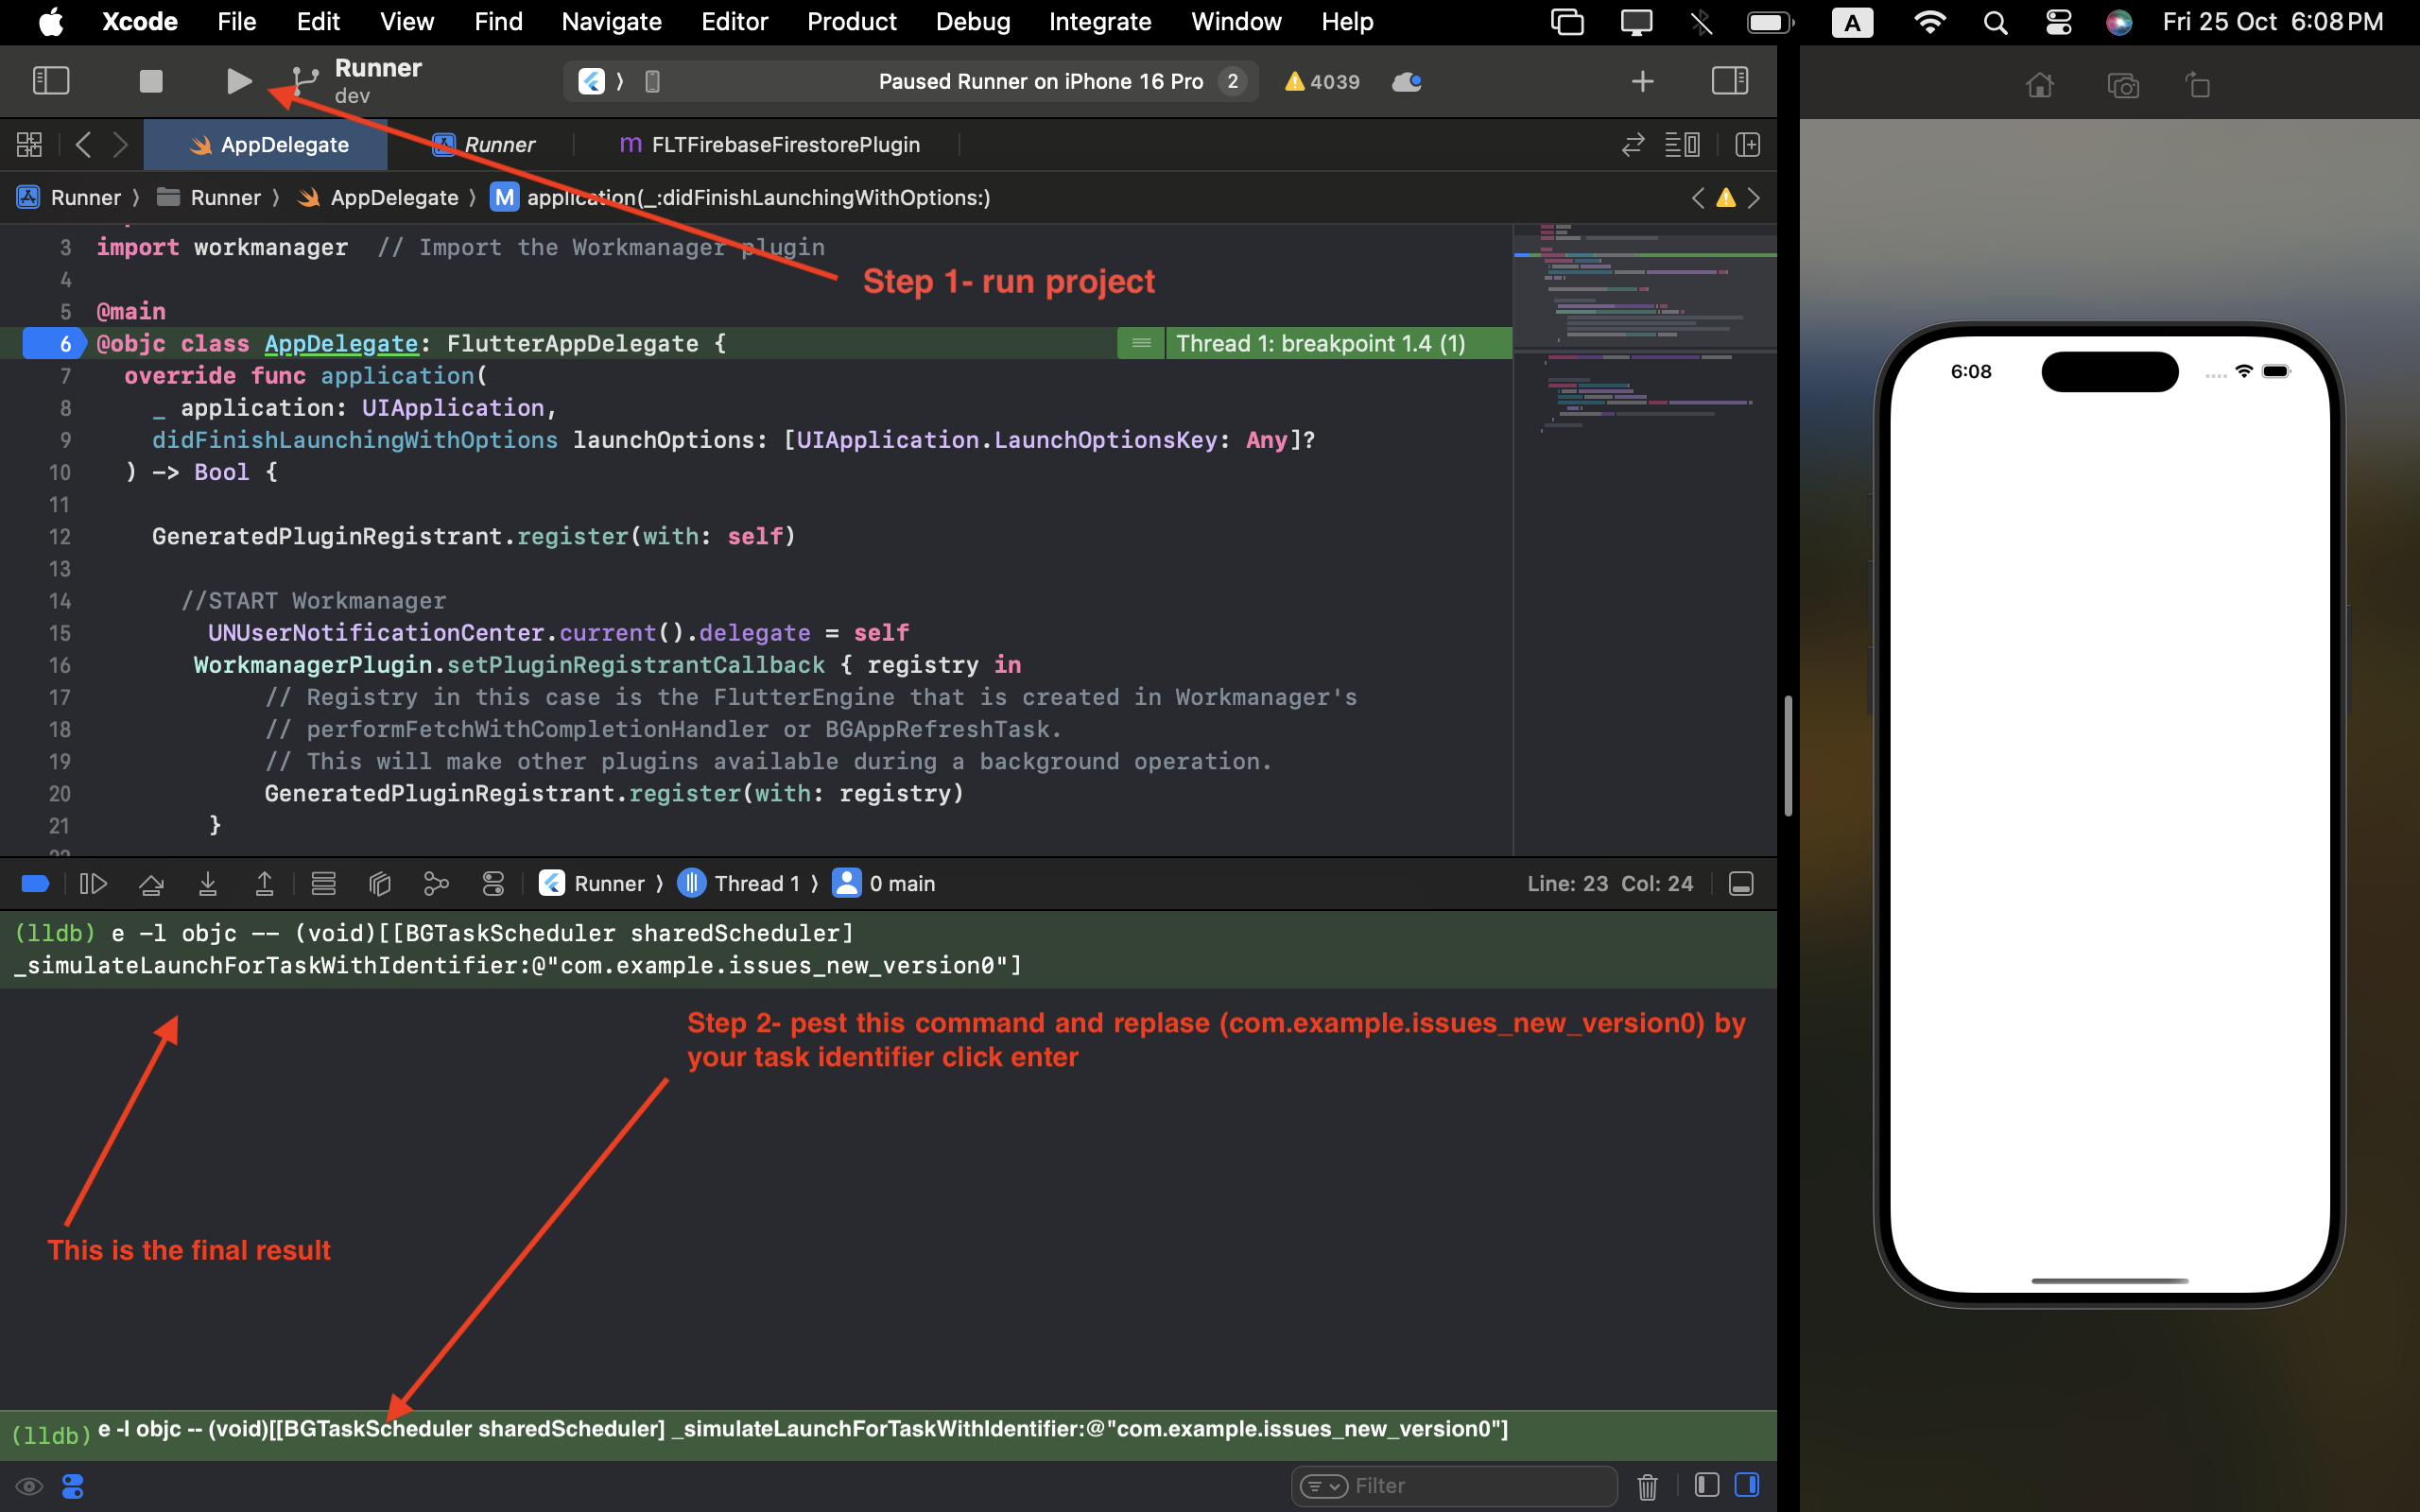 Xcode File Edit View Find Navigate Editor Product Debug Integrate Window Help A Fri 25 Oct 6:08 PM
Runner
dev
Paused Runner on iPhone 16 Pro 2 4039
AppDelegate Runner m FLTFirebaseFirestorePlugin
Runner Runner AppDelegate M application(_:didFinishLaunchingWithOptions:)
3 import workmanager // Import the Workmanager plugin
4
Step 1- run project
5 @main
6 @objc class AppDelegate: FlutterAppDelegate { Thread 1: breakpoint 1.4 (1)
7 override func application(
8 _ application: UIApplication,
9 didFinishLaunchingWithOptions launchOptions: [UIApplication.LaunchOptionsKey: Any]?
10 ) -> Bool {
11
12 GeneratedPluginRegistrant.register(with: self)
13
14 //START Workmanager
15 UNUserNotificationCenter.current().delegate = self
16 WorkmanagerPlugin.setPluginRegistrantCallback { registry in
17 // Registry in this case is the FlutterEngine that is created in Workmanager's
18 // performFetchWithCompletionHandler or BGAppRefreshTask.
19 // This will make other plugins available during a background operation.
20 GeneratedPluginRegistrant.register(with: registry)
21 }
Runner Thread 1 0 main Line: 23 Col: 24
(lldb) e -l objc -- (void)[[BGTaskScheduler sharedScheduler]
_simulateLaunchForTaskWithIdentifier:@"com.example.issues_new_version0"]
Step 2- pest this command and replase (com.example.issues_new_version0) by
your task identifier click enter
This is the final result
(lldb) e -l objc -- (void)[[BGTaskScheduler sharedScheduler] _simulateLaunchForTaskWithIdentifier:@"com.example.issues_new_version0"]
Filter
6:08